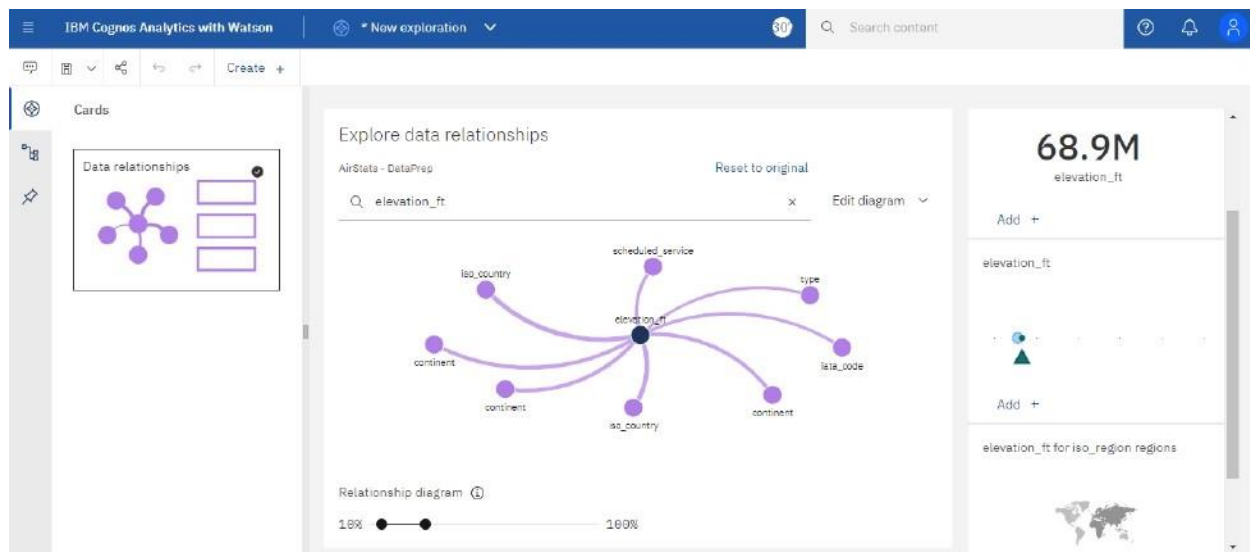 IBM Cognos Analytics with Watson
* New exploration
30?
Search content
Create +
Cards
Data relationships
Explore data relationships
AirStats - DataPrep
Reset to original
elevation_ft
×
Edit diagram
scheduled_service
iso_country
type
elevation_ft
continent
iata_code
continent
iso_country
continent
Relationship diagram
10%
100%
68.9M
elevation_ft
Add +
elevation_ft
Add +
elevation_ft for iso_region regions